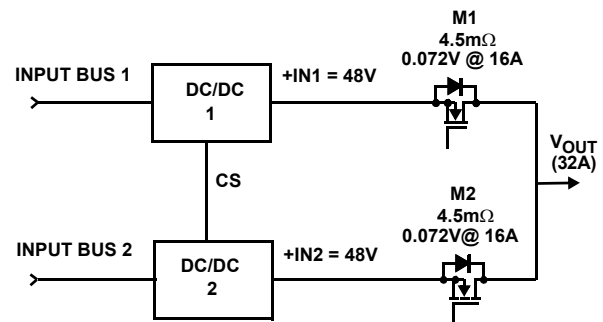 M1
4.5mΩ
0.072V @ 16A
INPUT BUS 1
DC/DC
1
+IN1 = 48V
VOUT
(32A)
CS
M2
4.5mΩ
0.072V@ 16A
INPUT BUS 2
DC/DC
2
+IN2 = 48V